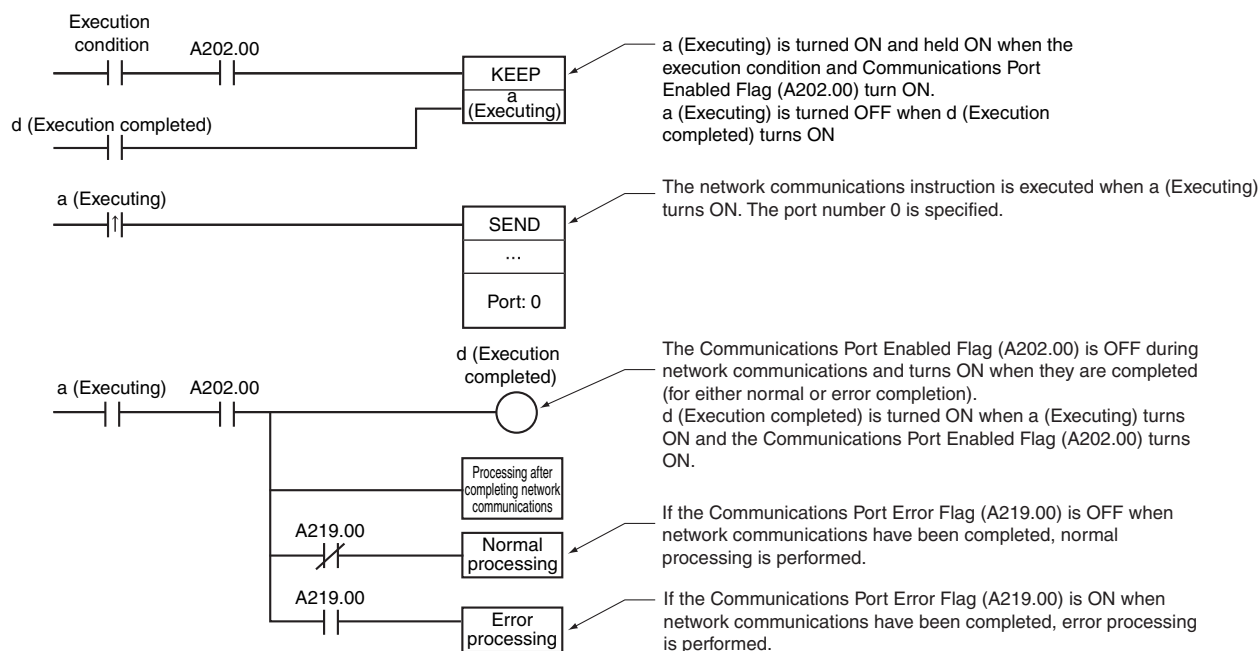 Execution
condition
A202.00
KEEP
a
(Executing)
d (Execution completed)
a (Executing) is turned ON and held ON when the
execution condition and Communications Port
Enabled Flag (A202.00) turn ON.
a (Executing) is turned OFF when d (Execution
completed) turns ON
a (Executing)
↑
SEND
...
Port: 0
The network communications instruction is executed when a (Executing)
turns ON. The port number 0 is specified.
a (Executing)
A202.00
d (Execution
completed)
The Communications Port Enabled Flag (A202.00) is OFF during
network communications and turns ON when they are completed
(for either normal or error completion).
d (Execution completed) is turned ON when a (Executing) turns
ON and the Communications Port Enabled Flag (A202.00) turns
ON.
Processing after
completing network
communications
A219.00
Normal
processing
If the Communications Port Error Flag (A219.00) is OFF when
network communications have been completed, normal
processing is performed.
A219.00
Error
processing
If the Communications Port Error Flag (A219.00) is ON when
network communications have been completed, error processing
is performed.